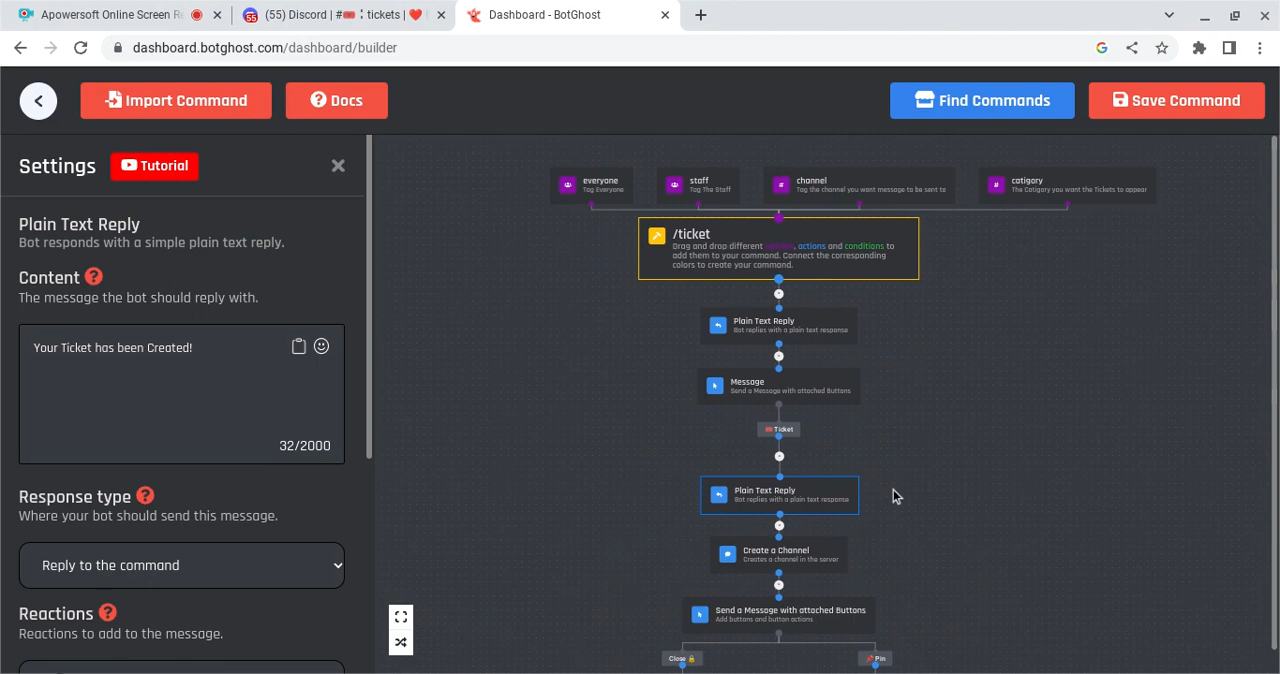 Apowersoft Online Screen Re
(55) Discord | #🎟️ ⁝ tickets | ❤️
Dashboard - BotGhost
dashboard.botghost.com/dashboard/builder
Import Command
Docs
Find Commands
Save Command
Settings
Tutorial
Plain Text Reply
Bot responds with a simple plain text reply.
Content
The message the bot should reply with.
Your Ticket has been Created!
32/2000
Response type
Where your bot should send this message.
Reply to the command
Reactions
Reactions to add to the message.
everyone
Tag Everyone
staff
Tag The Staff
channel
Tag the channel you want message to be sent to
catigory
The Catigory you want the Tickets to appear
/ticket
Drag and drop different , actions and conditions to
add them to your command. Connect the corresponding
colors to create your command.
Plain Text Reply
Bot replies with a plain text response
Message
Send a Message with attached Buttons
🎟️ Ticket
Plain Text Reply
Bot replies with a plain text response
Create a Channel
Creates a channel in the server
Send a Message with attached Buttons
Add buttons and button actions
Close 🔒
📌 Pin